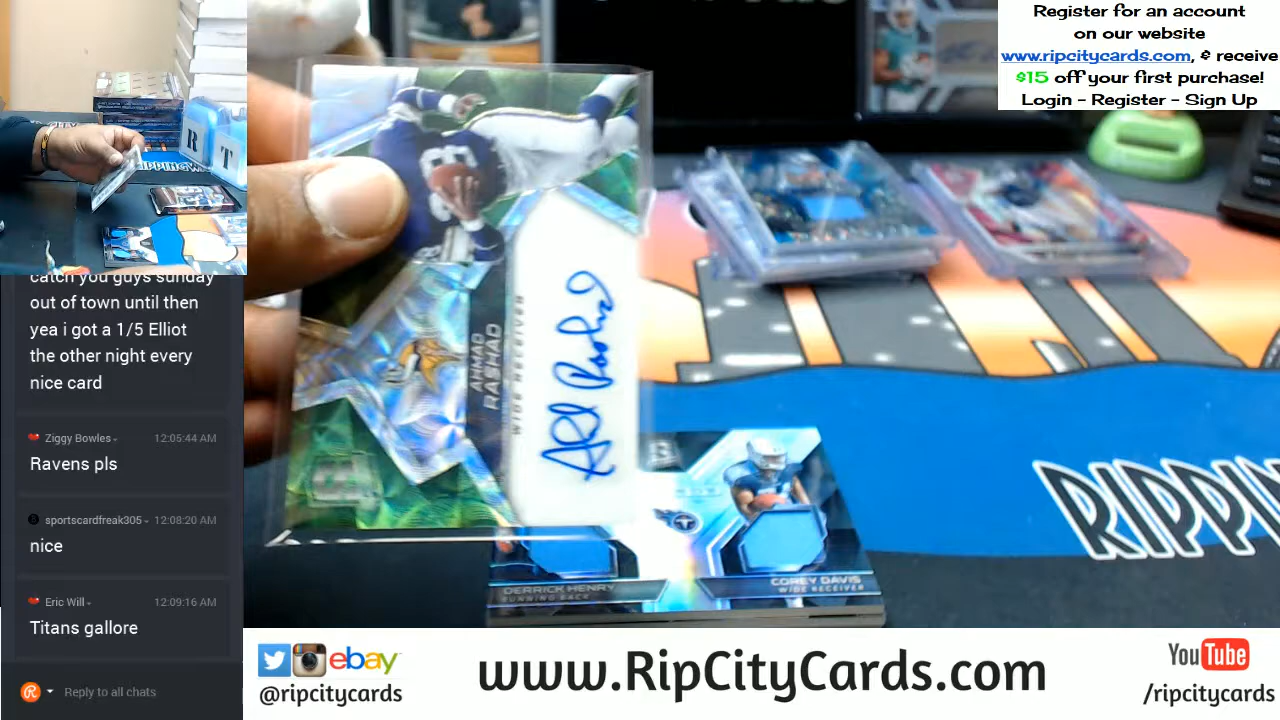 Register for an account
on our website
www.ripcitycards.com, & receive
$15 off your first purchase!
Login - Register - Sign Up
R T
RIPPINGW
catch you guys sunday
out of town until then
yea i got a 1/5 Elliot
the other night every
nice card
Ziggy Bowles 12:05:44 AM
Ravens pls
sportscardfreak305 12:08:20 AM
nice
Eric Will 12:09:16 AM
Titans gallore
Reply to all chats
AHMAD
RASHAD
WIDE RECEIVER
DERRICK HENRY
RUNNING BACK
COREY DAVIS
WIDE RECEIVER
RIPPIN
ebay
@ripcitycards
www.RipCityCards.com
YouTube
/ripcitycards